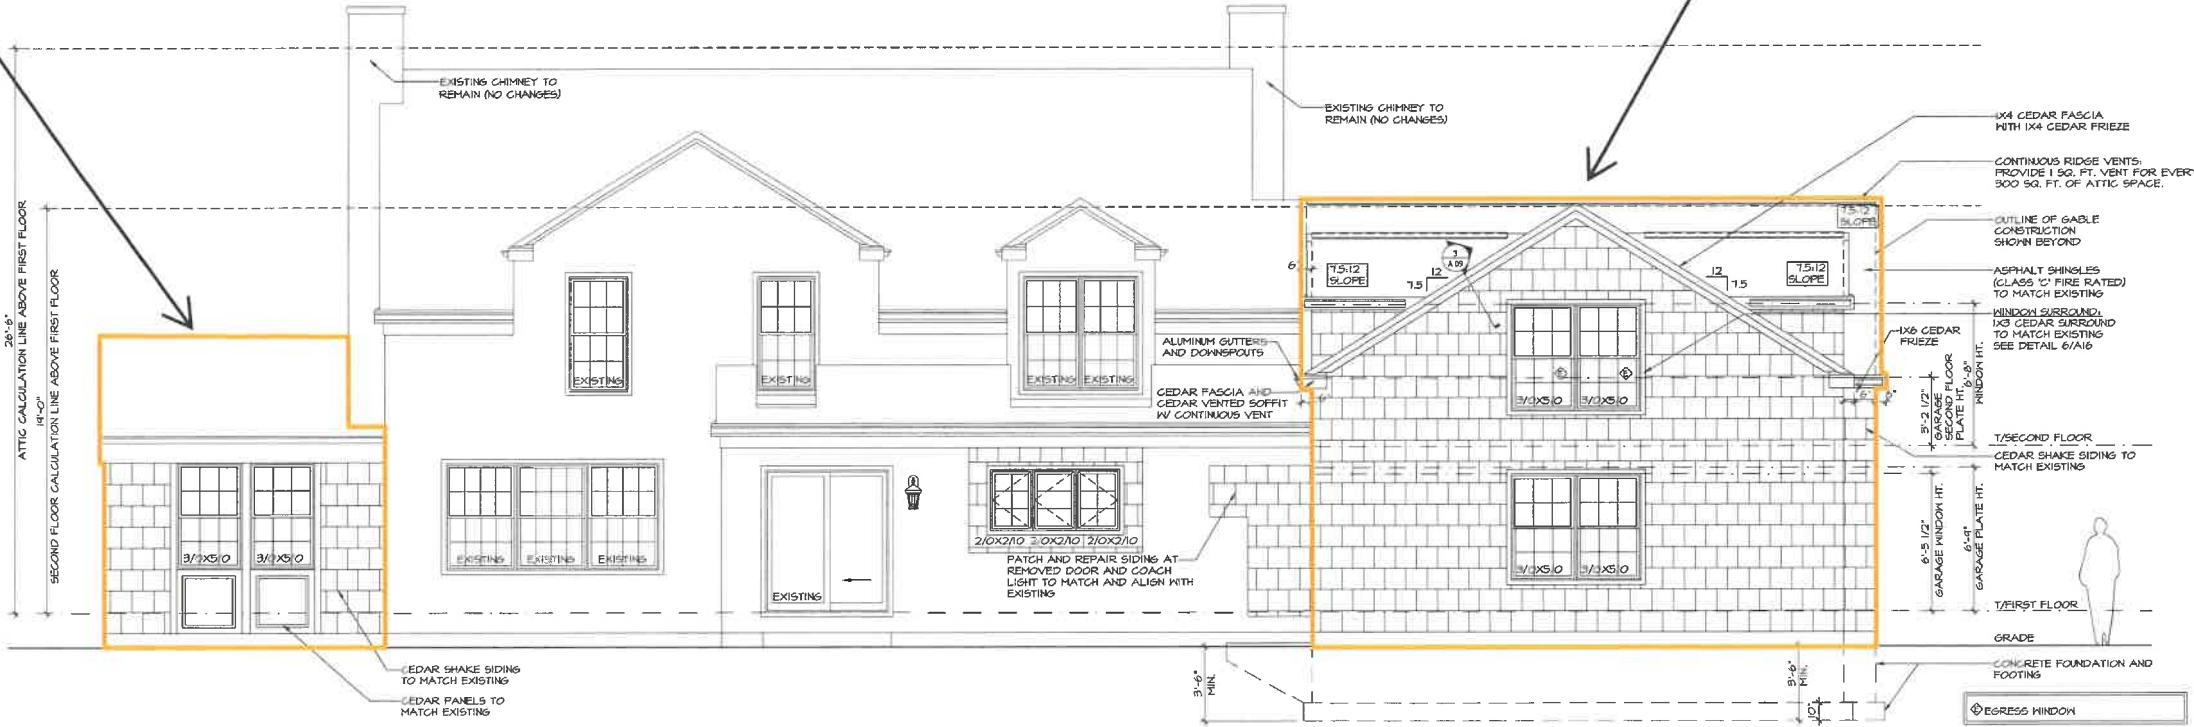 EXISTING CHIMNEY TO
REMAIN (NO CHANGES)
EXISTING CHIMNEY TO
REMAIN (NO CHANGES)
1X4 CEDAR FASCIA
WITH 1X4 CEDAR FRIEZE
CONTINUOUS RIDGE VENTS:
PROVIDE 1 SQ. FT. VENT FOR EVER
300 SQ. FT. OF ATTIC SPACE.
OUTLINE OF GABLE
CONSTRUCTION
SHOWN BEYOND
ASPHALT SHINGLES
(CLASS 'C' FIRE RATED)
TO MATCH EXISTING
WINDOW SURROUND:
1X3 CEDAR SURROUND
TO MATCH EXISTING
SEE DETAIL 6/A16
1X6 CEDAR
FRIEZE
26'-6"
ATTIC CALCULATION LINE ABOVE FIRST FLOOR
19'-0"
SECOND FLOOR CALCULATION LINE ABOVE FIRST FLOOR
7.5:12
SLOPE
6"
7.5:12
SLOPE
7.5
12
A09
12
7.5
7.5:12
SLOPE
ALUMINUM GUTTERS
AND DOWNSPOUTS
CEDAR FASCIA AND
CEDAR VENTED SOFFIT
W/ CONTINUOUS VENT
6"
6"
EXISTING
EXISTING
EXISTING
EXISTING
3/0X5/0
3/0X5/0
3'-2 1/2"
GARAGE
SECOND FLOOR
PLATE HT.
6'-8"
WINDOW HT.
T/SECOND FLOOR
CEDAR SHAKE SIDING TO
MATCH EXISTING
3/0X5/0
3/0X5/0
EXISTING
EXISTING
EXISTING
EXISTING
2/0X2/10
2/0X2/10
2/0X2/10
PATCH AND REPAIR SIDING AT
REMOVED DOOR AND COACH
LIGHT TO MATCH AND ALIGN WITH
EXISTING
3/0X5/0
3/0X5/0
6'-5 1/2"
GARAGE WINDOW HT.
6'-9"
GARAGE PLATE HT.
T/FIRST FLOOR
GRADE
CEDAR SHAKE SIDING
TO MATCH EXISTING
CEDAR PANELS TO
MATCH EXISTING
3'-6"
MIN.
3'-6"
MIN.
10"
CONCRETE FOUNDATION AND
FOOTING
E EGRESS WINDOW